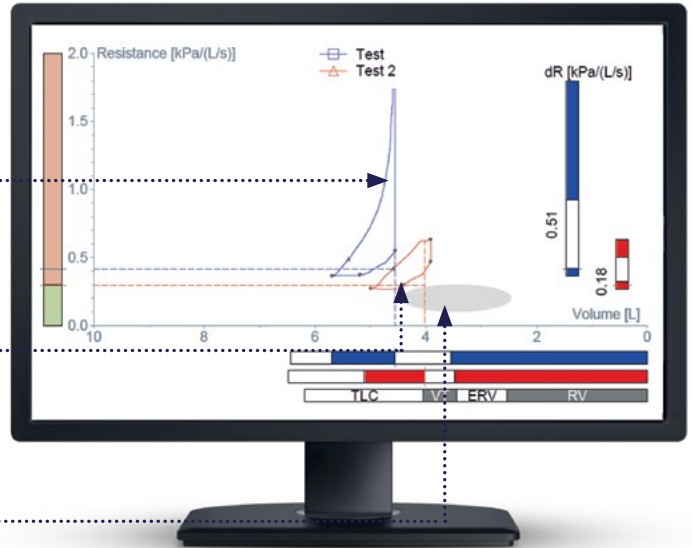 2.0
Resistance [kPa/(L/s)]
Test
Test 2
dR [kPa/(L/s)]
1.5
1.0
0.5
0.51
0.18
Volume [L]
0.0
10
8
6
4
2
0
TLC
VT
ERV
RV